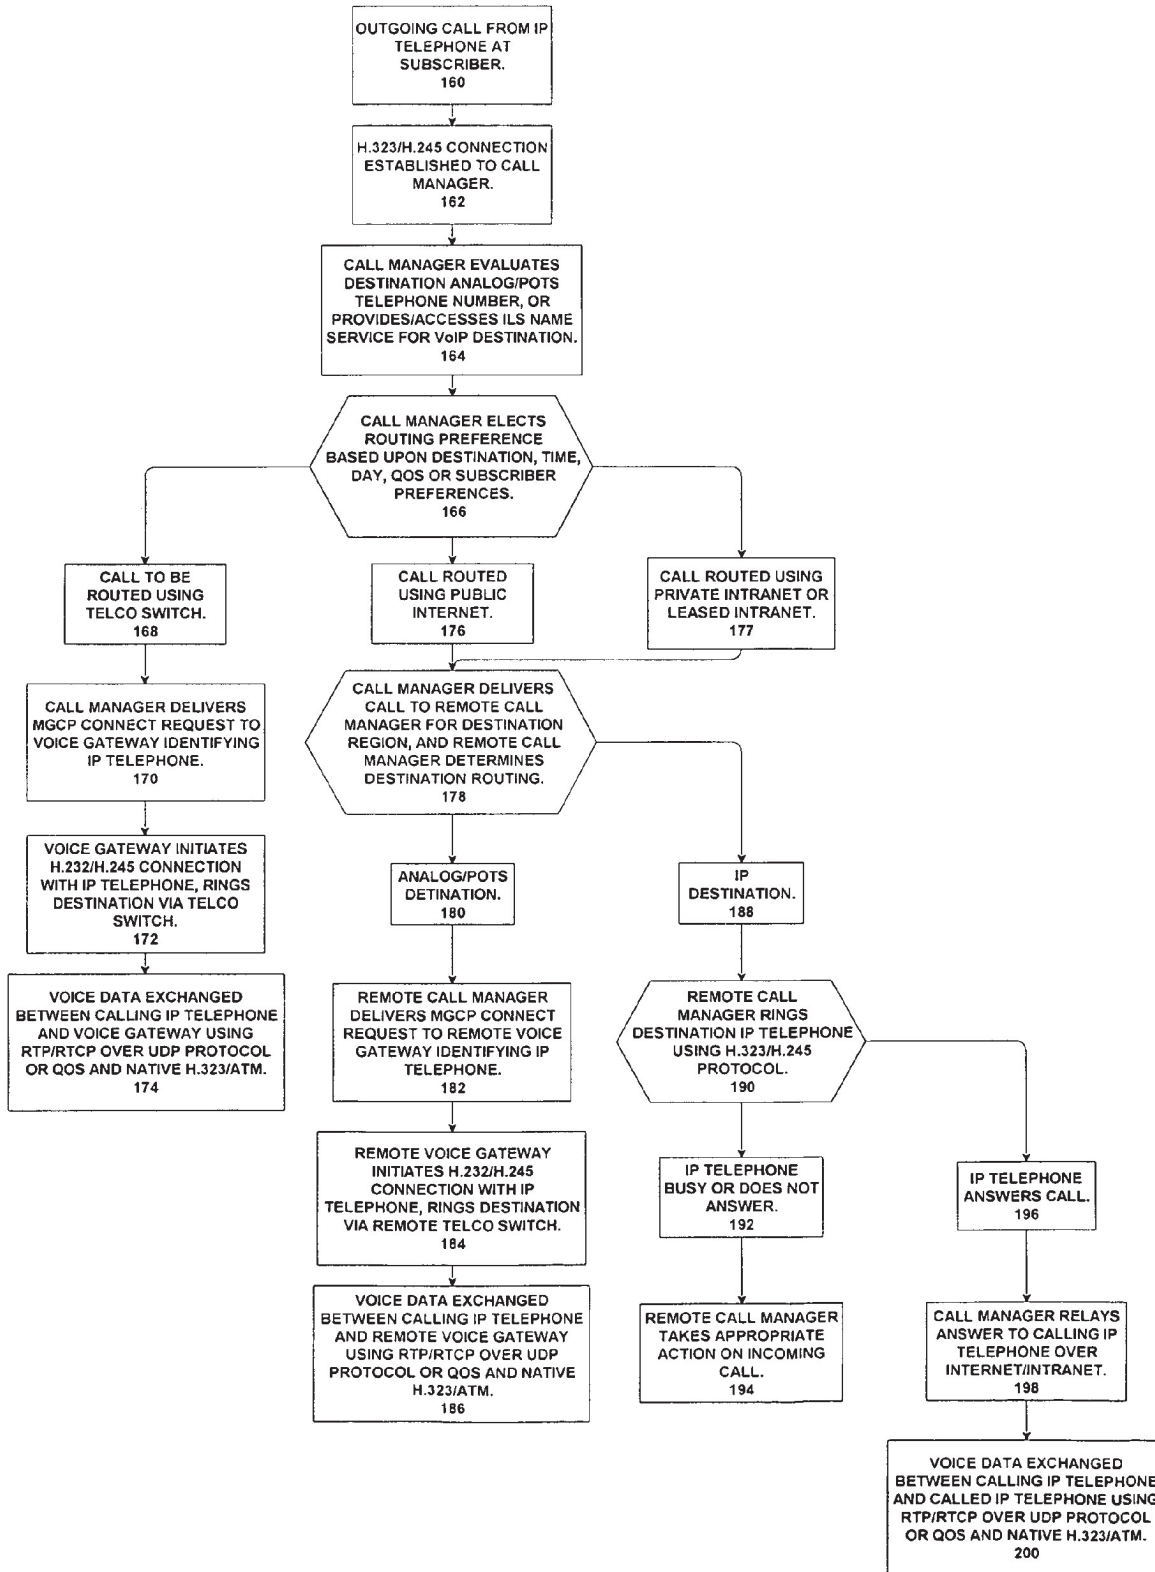 OUTGOING CALL FROM IP
TELEPHONE AT
SUBSCRIBER.
160
H.323/H.245 CONNECTION
ESTABLISHED TO CALL
MANAGER.
162
CALL MANAGER EVALUATES
DESTINATION ANALOG/POTS
TELEPHONE NUMBER, OR
PROVIDES/ACCESSES ILS NAME
SERVICE FOR VoIP DESTINATION.
164
CALL MANAGER ELECTS
ROUTING PREFERENCE
BASED UPON DESTINATION, TIME,
DAY, QOS OR SUBSCRIBER
PREFERENCES.
166
CALL TO BE
ROUTED USING
TELCO SWITCH.
168
CALL ROUTED
USING PUBLIC
INTERNET.
176
CALL ROUTED USING
PRIVATE INTRANET OR
LEASED INTRANET.
177
CALL MANAGER DELIVERS
MGCP CONNECT REQUEST TO
VOICE GATEWAY IDENTIFYING
IP TELEPHONE.
170
CALL MANAGER DELIVERS
CALL TO REMOTE CALL
MANAGER FOR DESTINATION
REGION, AND REMOTE CALL
MANAGER DETERMINES
DESTINATION ROUTING.
178
VOICE GATEWAY INITIATES
H.232/H.245 CONNECTION
WITH IP TELEPHONE, RINGS
DESTINATION VIA TELCO
SWITCH.
172
ANALOG/POTS
DETINATION.
180
IP
DESTINATION.
188
VOICE DATA EXCHANGED
BETWEEN CALLING IP TELEPHONE
AND VOICE GATEWAY USING
RTP/RTCP OVER UDP PROTOCOL
OR QOS AND NATIVE H.323/ATM.
174
REMOTE CALL MANAGER
DELIVERS MGCP CONNECT
REQUEST TO REMOTE VOICE
GATEWAY IDENTIFYING IP
TELEPHONE.
182
REMOTE CALL
MANAGER RINGS
DESTINATION IP TELEPHONE
USING H.323/H.245
PROTOCOL.
190
REMOTE VOICE GATEWAY
INITIATES H.232/H.245
CONNECTION WITH IP
TELEPHONE, RINGS DESTINATION
VIA REMOTE TELCO SWITCH.
184
IP TELEPHONE
BUSY OR DOES NOT
ANSWER.
192
IP TELEPHONE
ANSWERS CALL.
196
VOICE DATA EXCHANGED
BETWEEN CALLING IP TELEPHONE
AND REMOTE VOICE GATEWAY
USING RTP/RTCP OVER UDP
PROTOCOL OR QOS AND NATIVE
H.323/ATM.
186
REMOTE CALL MANAGER
TAKES APPROPRIATE
ACTION ON INCOMING
CALL.
194
CALL MANAGER RELAYS
ANSWER TO CALLING IP
TELEPHONE OVER
INTERNET/INTRANET.
198
VOICE DATA EXCHANGED
BETWEEN CALLING IP TELEPHONE
AND CALLED IP TELEPHONE USING
RTP/RTCP OVER UDP PROTOCOL
OR QOS AND NATIVE H.323/ATM.
200